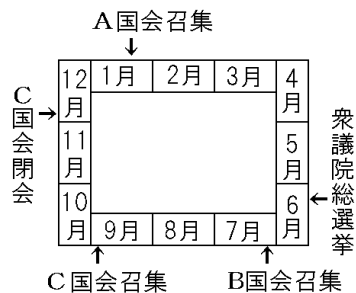 A国会召集
1月 2月 3月
4月
5月
6月
7月
8月
9月
10月
11月
12月
衆議院総選挙
B国会召集
C国会召集
C国会閉会